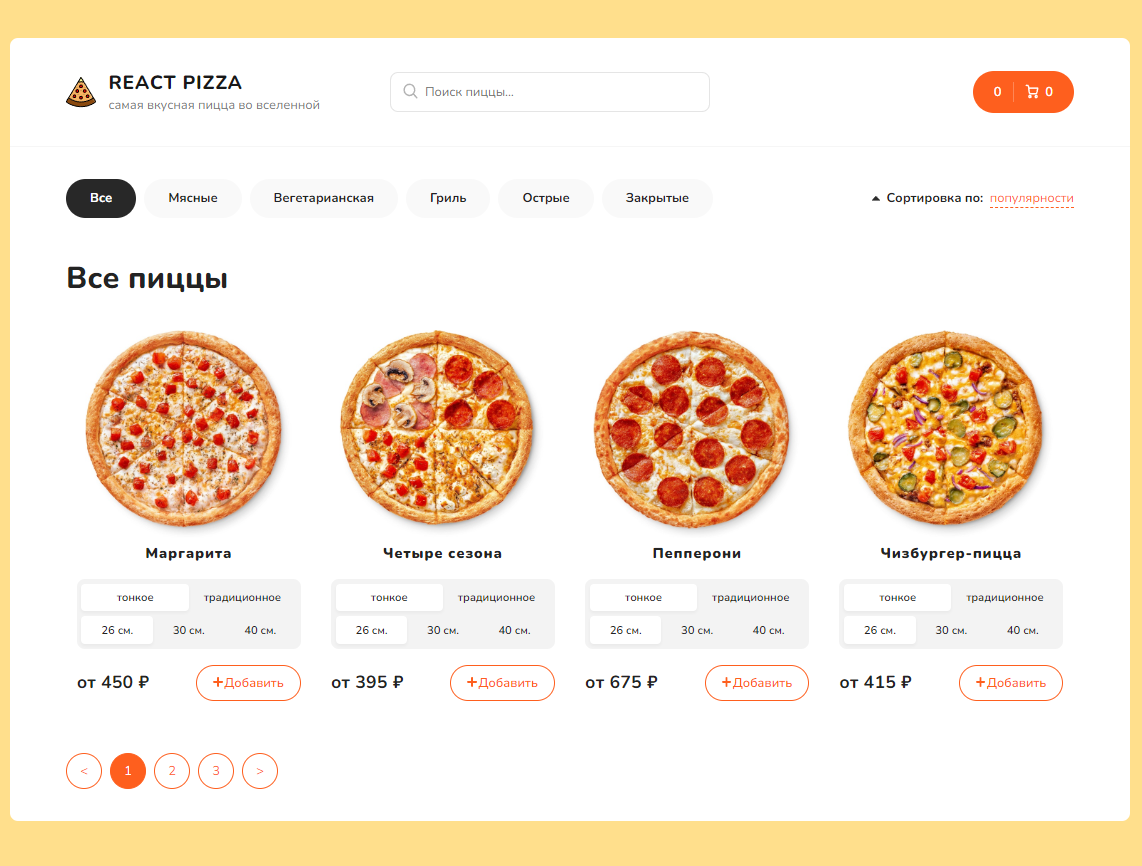 REACT PIZZA
самая вкусная пицца во вселенной
Поиск пиццы...
0 0
Все Мясные Вегетарианская Гриль Острые Закрытые
Сортировка по: популярности
Все пиццы
Маргарита Четыре сезона Пепперони Чизбургер-пицца
тонкое традиционное тонкое традиционное тонкое традиционное тонкое традиционное
26 см. 30 см. 40 см. 26 см. 30 см. 40 см. 26 см. 30 см. 40 см. 26 см. 30 см. 40 см.
от 450 ₽ +Добавить от 395 ₽ +Добавить от 675 ₽ +Добавить от 415 ₽ +Добавить
< 1 2 3 >